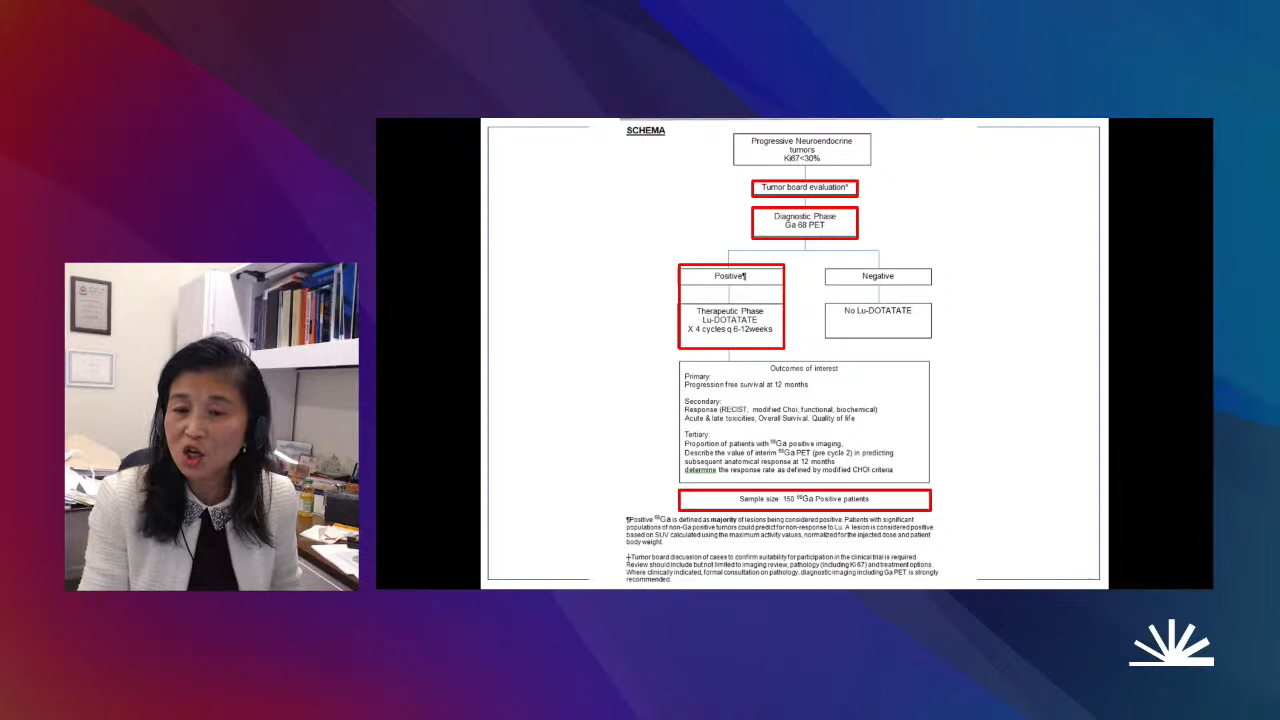 SCHEMA
Progressive Neuroendocrine
tumors
Ki67<30%
Tumor board evaluation*
Diagnostic Phase
Ga 68 PET
Positive¶
Negative
Therapeutic Phase
Lu-DOTATATE
X 4 cycles q 6-12weeks
No Lu-DOTATATE
Outcomes of interest
Primary:
Progression free survival at 12 months
Secondary:
Response (RECIST, modified Choi, functional, biochemical)
Acute & late toxicities, Overall Survival, Quality of life
Tertiary:
Proportion of patients with ⁶⁸Ga positive imaging,
Describe the value of interim ⁶⁸Ga PET (pre cycle 2) in predicting
subsequent anatomical response at 12 months
determine the response rate as defined by modified CHOI criteria
Sample size: 150 ⁶⁸Ga Positive patients
¶Positive ⁶⁸Ga is defined as majority of lesions being considered positive. Patients with significant
populations of non-Ga positive tumors could predict for non-response to Lu. A lesion is considered positive
based on SUV calculated using the maximum activity values, normalized for the injected dose and patient
body weight.
ǂTumor board discussion of cases to confirm suitability for participation in the clinical trial is required.
Review should include but not limited to imaging review, pathology (including Ki 67) and treatment options.
Where clinically indicated, formal consultation on pathology, diagnostic imaging including Ga PET is strongly
recommended.